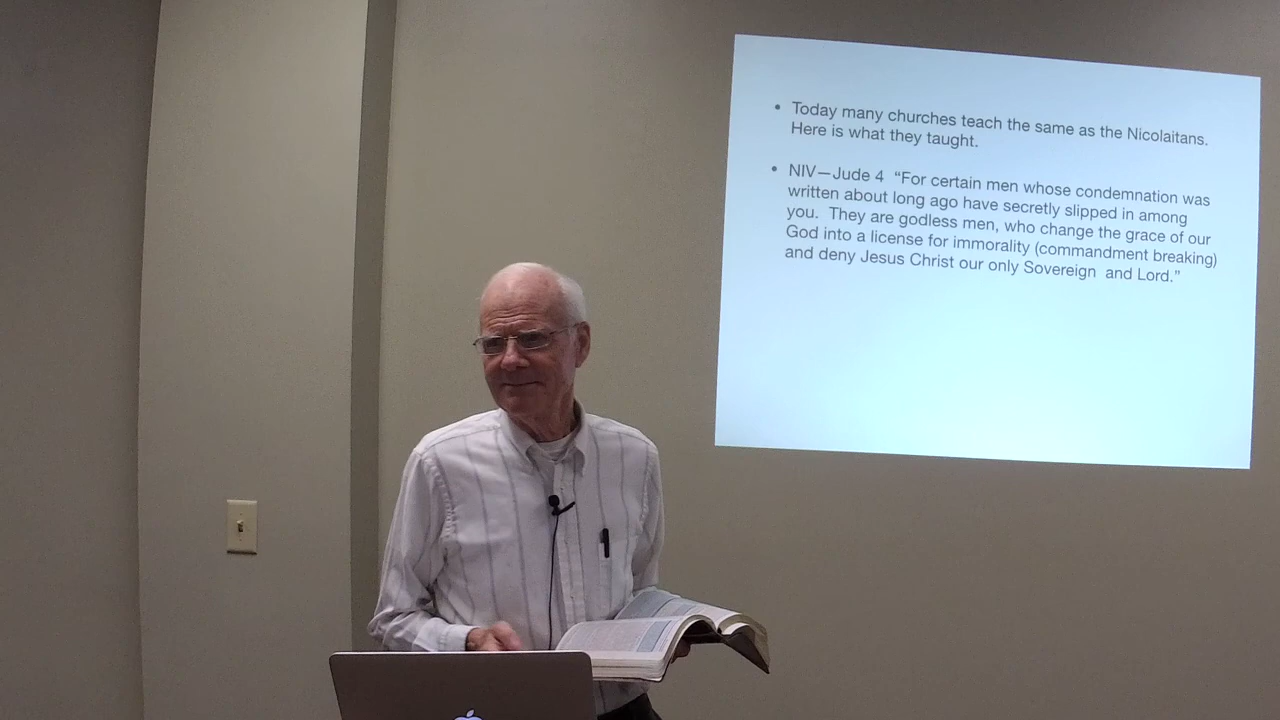 • Today many churches teach the same as the Nicolaitans.
Here is what they taught.
• NIV—Jude 4  “For certain men whose condemnation was
written about long ago have secretly slipped in among
you.  They are godless men, who change the grace of our
God into a license for immorality (commandment breaking)
and deny Jesus Christ our only Sovereign  and Lord.”